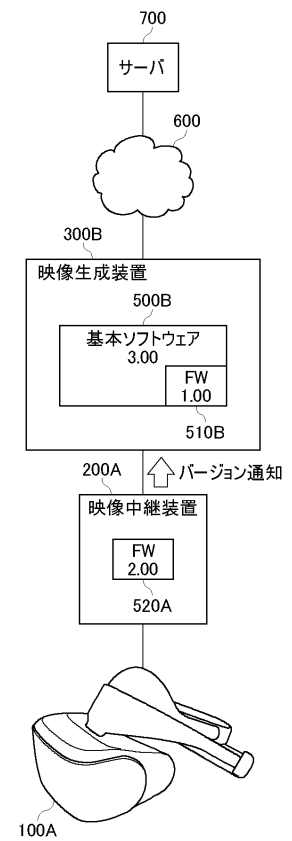 700
サーバ
600
300B
映像生成装置
500B
基本ソフトウェア
3.00
FW
1.00
510B
200A
バージョン通知
映像中継装置
FW
2.00
520A
100A